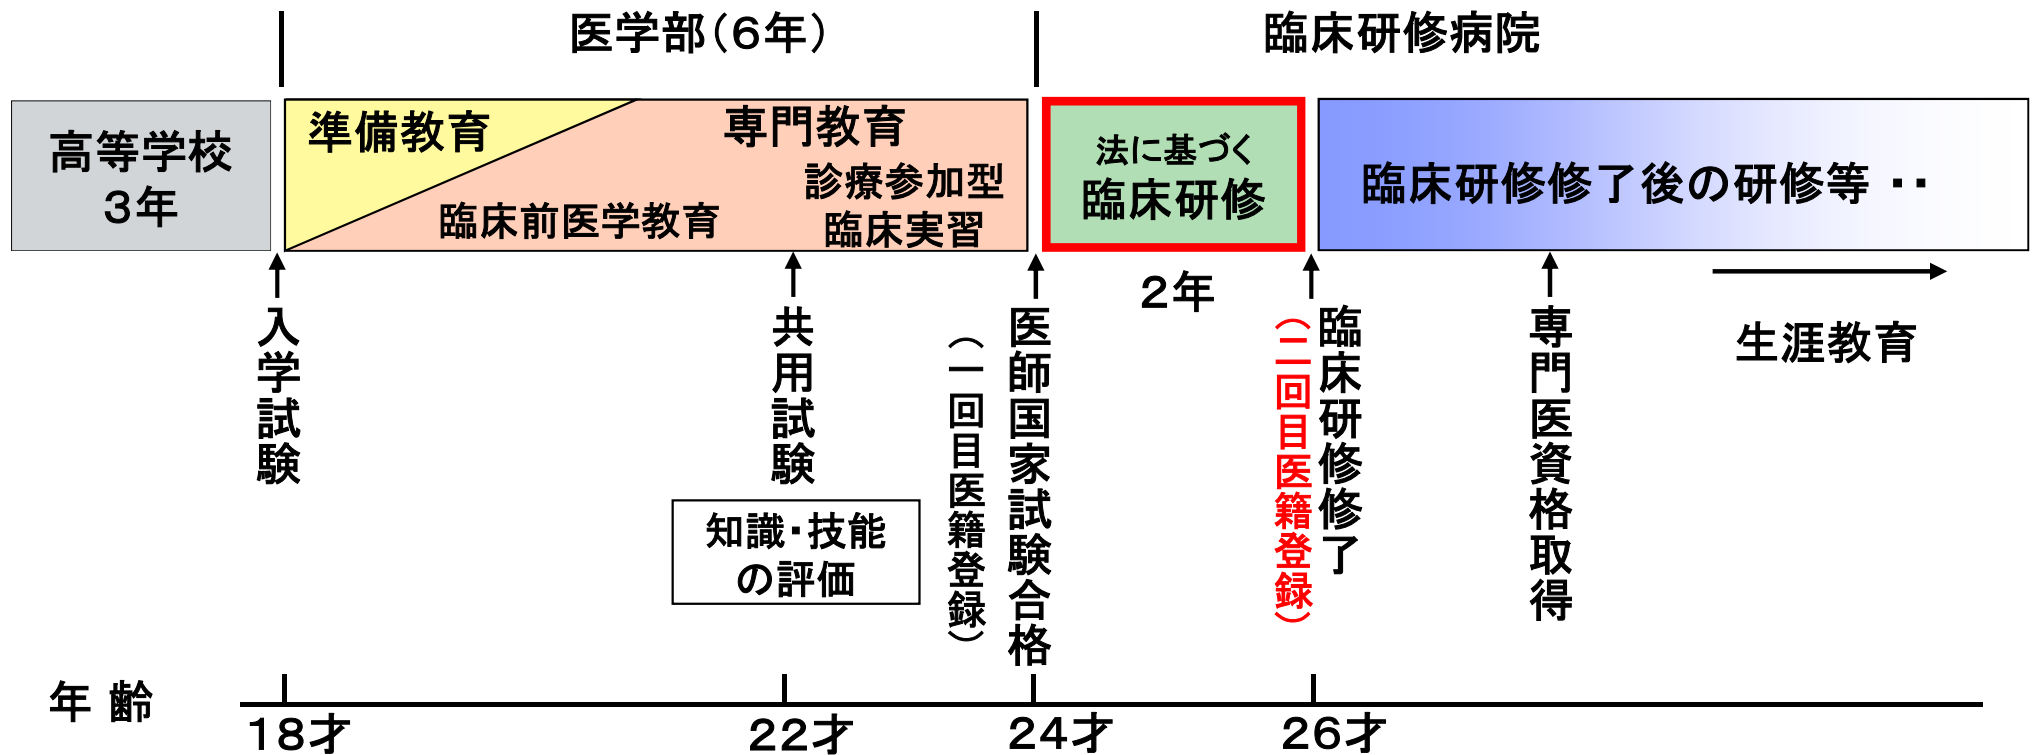 医学部（６年）
臨床研修病院
高等学校
３年
準備教育
専門教育
診療参加型
臨床実習
臨床前医学教育
法に基づく
臨床研修
臨床研修修了後の研修等 ‥
２年
入学試験
共用試験
知識・技能
の評価
医師国家試験合格
（一回目医籍登録）
臨床研修修了
（二回目医籍登録）
専門医資格取得
生涯教育
年 齢
18才
22才
24才
26才